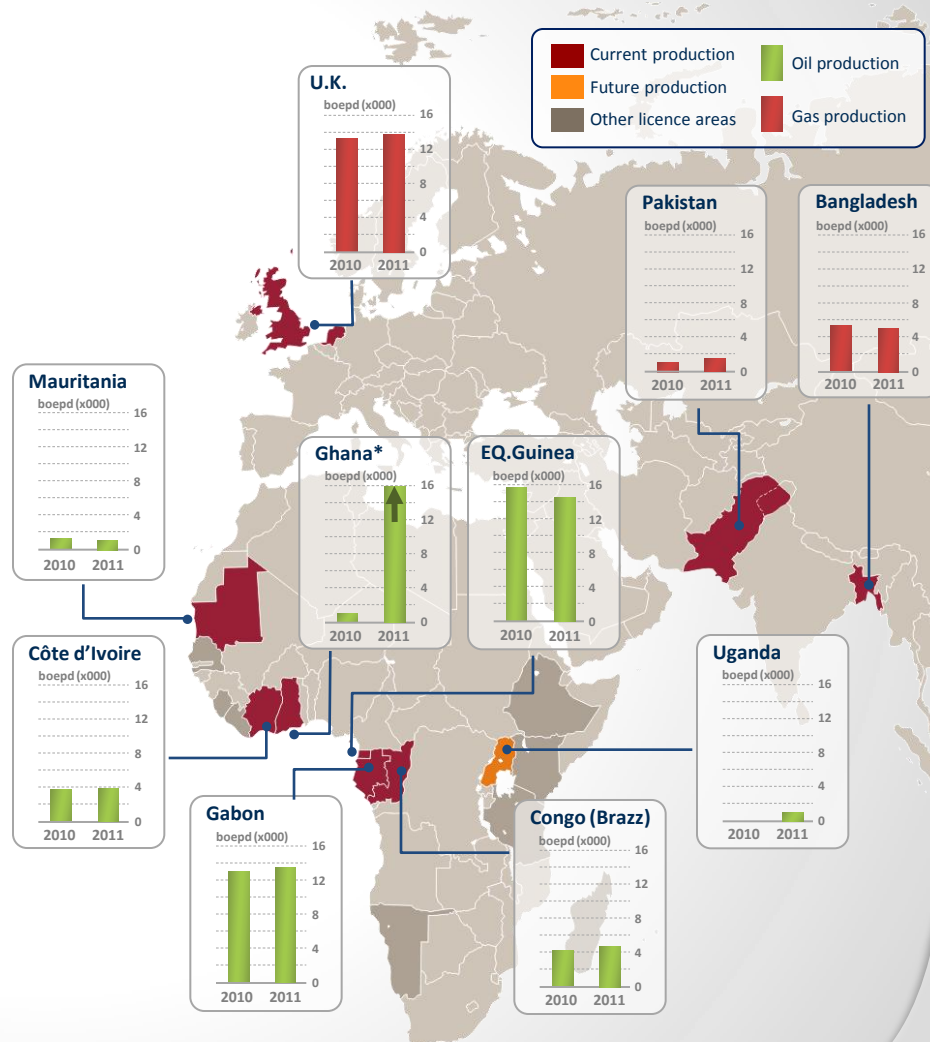 Current production
Future production
Other licence areas
Oil production
Gas production
U.K.
boepd (x000)
16
12
8
4
0
2010 2011
Pakistan
boepd (x000)
16
12
8
4
0
2010 2011
Bangladesh
boepd (x000)
16
12
8
4
0
2010 2011
Mauritania
boepd (x000)
16
12
8
4
0
2010 2011
Ghana*
boepd (x000)
16
12
8
4
0
2010 2011
EQ.Guinea
boepd (x000)
16
12
8
4
0
2010 2011
Côte d'Ivoire
boepd (x000)
16
12
8
4
0
2010 2011
Uganda
boepd (x000)
16
12
8
4
0
2010 2011
Gabon
boepd (x000)
16
12
8
4
0
2010 2011
Congo (Brazz)
boepd (x000)
16
12
8
4
0
2010 2011